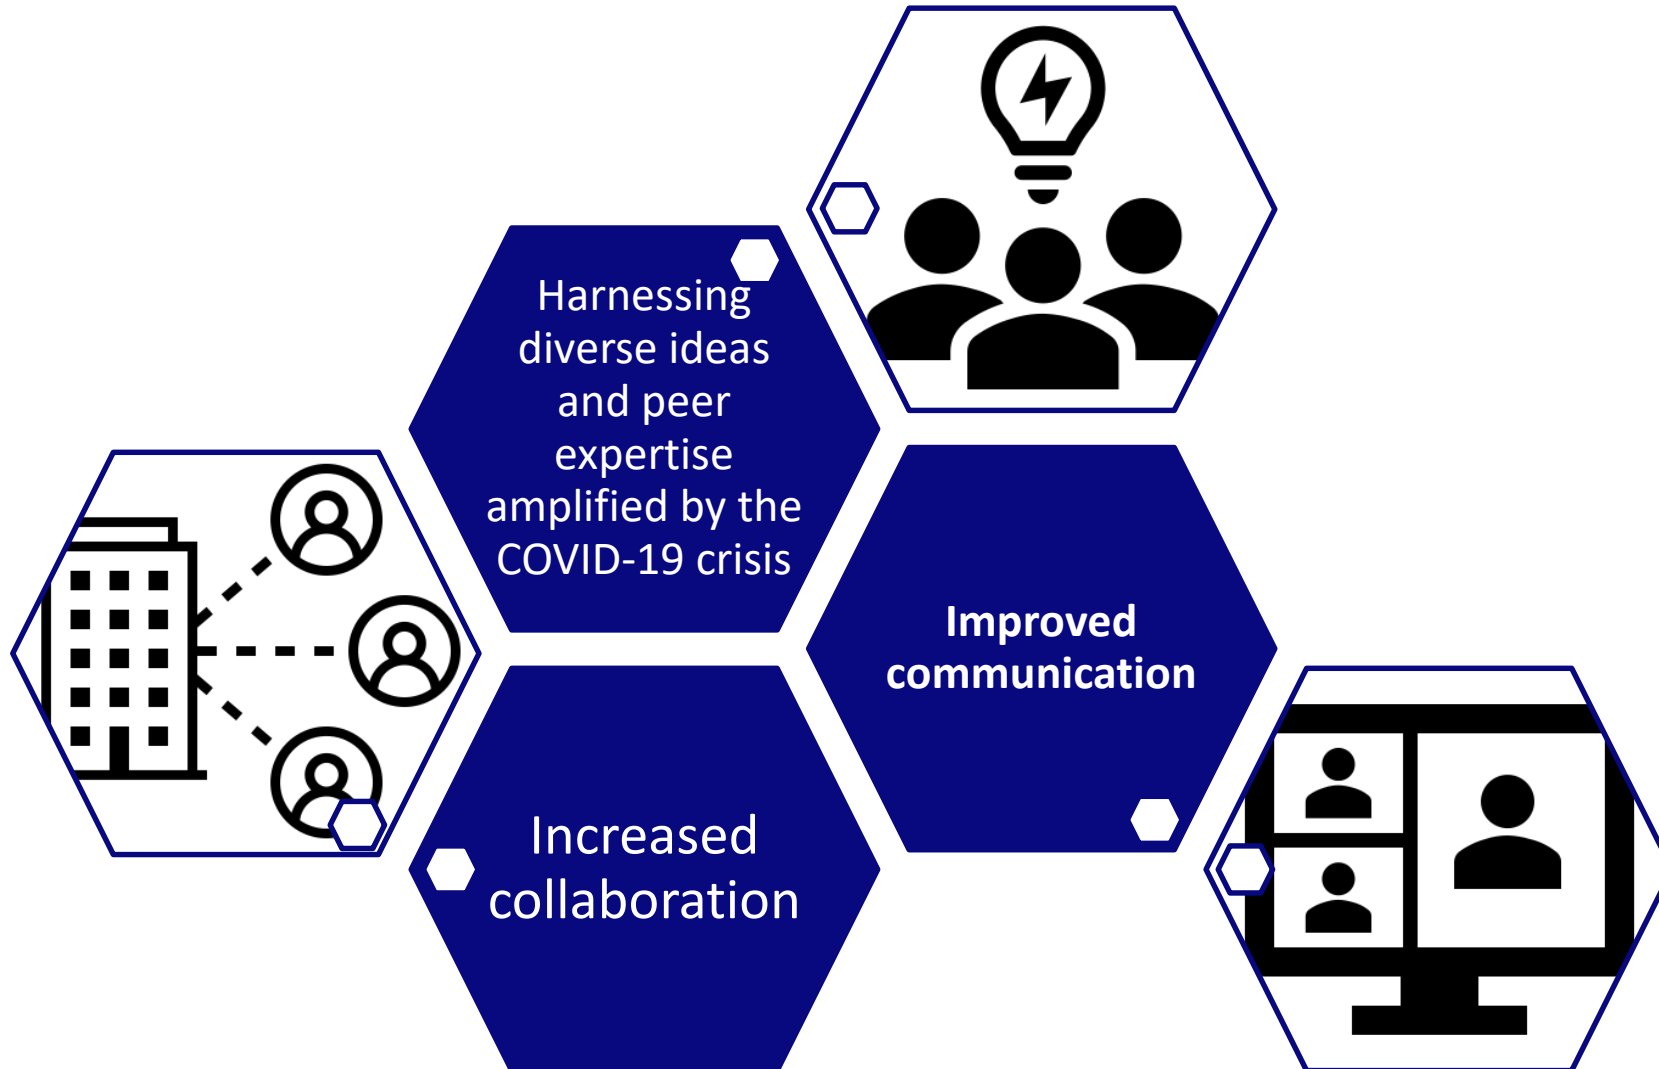 Harnessing
diverse ideas
and peer
expertise
amplified by the
COVID-19 crisis
Improved
communication
Increased
collaboration